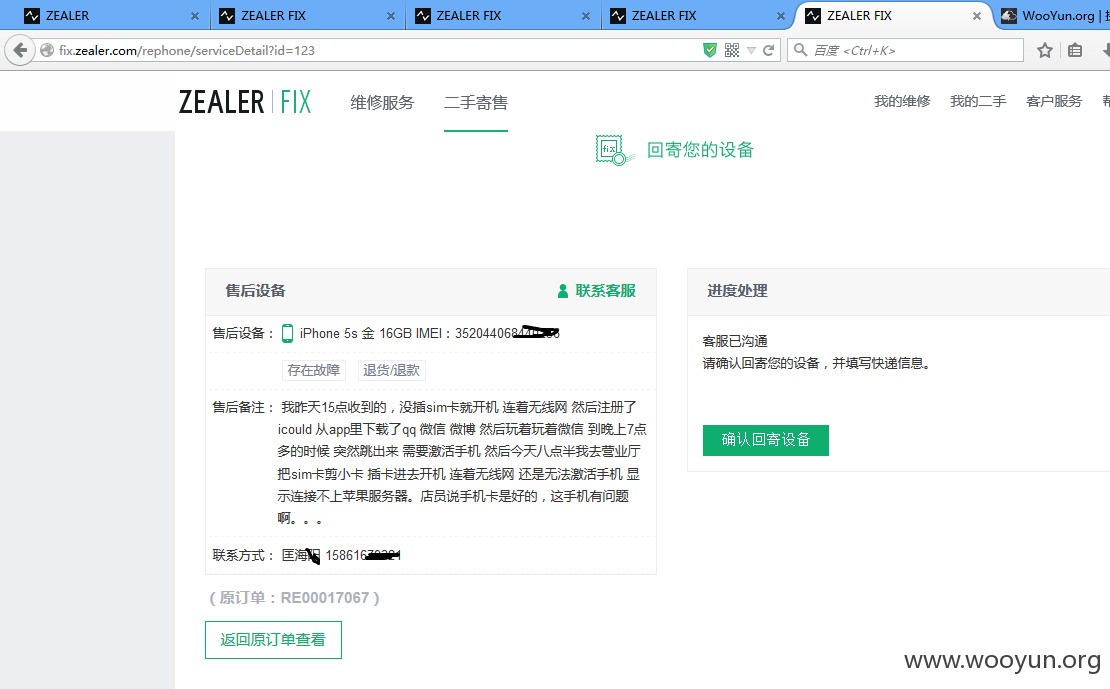 ZEALER
ZEALER FIX
ZEALER FIX
ZEALER FIX
ZEALER FIX
WooYun.org |
fix.zealer.com/rephone/serviceDetail?id=123
百度 <Ctrl+K>
ZEALER | FIX
维修服务
二手寄售
我的维修
我的二手
客户服务
fix
回寄您的设备
售后设备
联系客服
售后设备： iPhone 5s 金 16GB IMEI：352044068
存在故障
退货/退款
售后备注： 我昨天15点收到的，没插sim卡就开机 连着无线网 然后注册了
icould 从app里下载了qq 微信 微博 然后玩着玩着微信 到晚上7点
多的时候 突然跳出来 需要激活手机 然后今天八点半我去营业厅
把sim卡剪小卡 插卡进去开机 连着无线网 还是无法激活手机 显
示连接不上苹果服务器。店员说手机卡是好的，这手机有问题
啊。。。
联系方式： 匡海 158616
( 原订单：RE00017067 )
返回原订单查看
进度处理
客服已沟通
请确认回寄您的设备，并填写快递信息。
确认回寄设备
www.wooyun.org